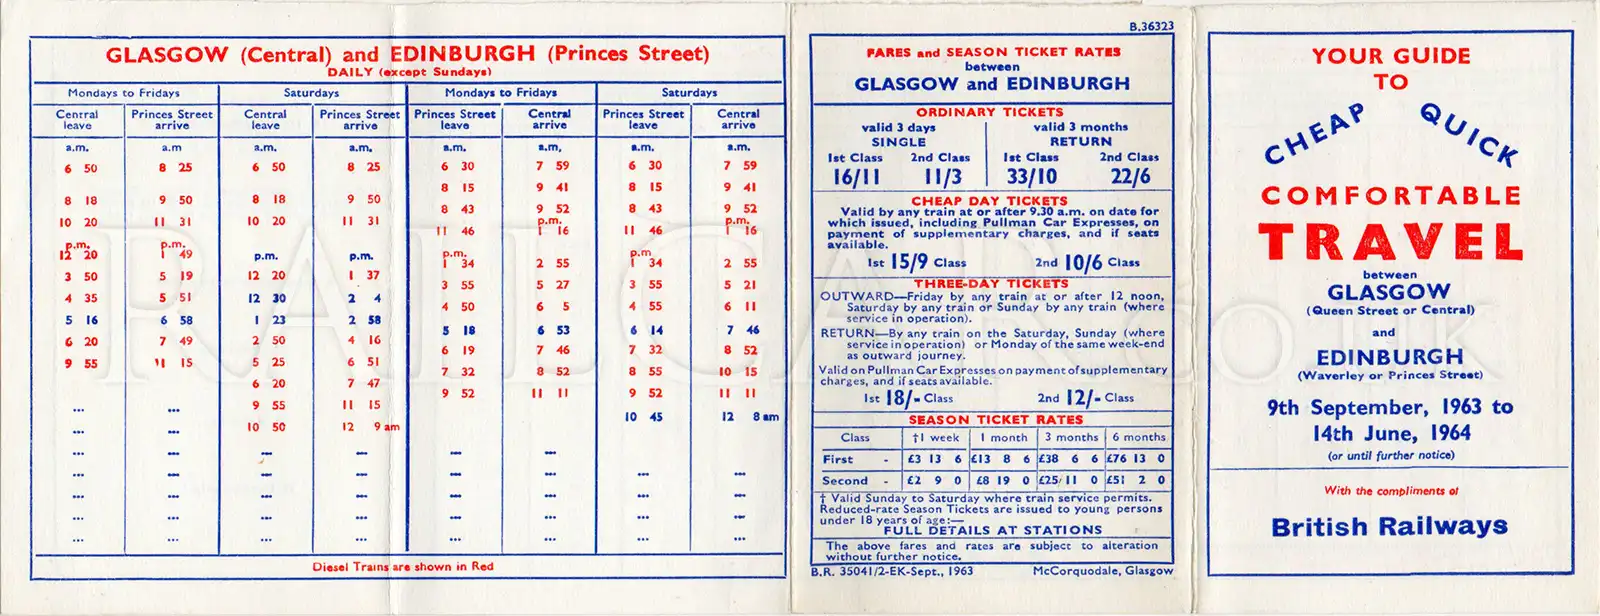 GLASGOW (Central) and EDINBURGH (Princes Street)
DAILY (except Sundays)
Mondays to Fridays Saturdays Mondays to Fridays Saturdays
Central leave Princes Street arrive Central leave Princes Street arrive Princes Street leave Central arrive Princes Street leave Central arrive
a.m. a.m a.m. a.m. a.m. a.m, a.m. a.m.
6 50 8 25 6 50 8 25 6 30 7 59 6 30 7 59
8 15 9 41 8 15 9 41
8 18 9 50 8 18 9 50 8 43 9 52 8 43 9 52
10 20 11 31 10 20 11 31 p.m. p.m.
11 46 1 16 11 46 1 16
p.m. p.m. p.m. p.m. p.m. p.m
12 20 1 49 1 34 2 55 1 34 2 55
3 50 5 19 12 20 1 37 3 55 5 27 3 55 5 21
4 35 5 51 12 30 2 4 4 50 6 5 4 55 6 11
5 16 6 58 1 23 2 58 5 18 6 53 6 14 7 46
6 20 7 49 2 50 4 16 6 19 7 46 7 32 8 52
9 55 11 15 5 25 6 51 7 32 8 52 8 55 10 15
6 20 7 47 9 52 11 11 9 52 11 11
... ... 9 55 11 15 10 45 12 8 am
... ... 10 50 12 9 am
... ... ... ... ... ...
... ... ... ... ... ... ... ...
... ... ... ... ... ... ... ...
... ... ... ... ... ... ... ...
... ... ... ... ... ... ... ...
Diesel Trains are shown in Red
B.36323
FARES and SEASON TICKET RATES
between
GLASGOW and EDINBURGH
ORDINARY TICKETS
valid 3 days valid 3 months
SINGLE RETURN
1st Class 2nd Class 1st Class 2nd Class
16/11 11/3 33/10 22/6
CHEAP DAY TICKETS
Valid by any train at or after 9.30 a.m. on date for
which issued, including Pullman Car Expresses, on
payment of supplementary charges, and if seats
available.
1st 15/9 Class 2nd 10/6 Class
THREE-DAY TICKETS
OUTWARD—Friday by any train at or after 12 noon,
Saturday by any train or Sunday by any train (where
service in operation).
RETURN—By any train on the Saturday, Sunday (where
service in operation) or Monday of the same week-end
as outward journey.
Valid on Pullman Car Expresses on payment of supplementary
charges, and if seats available.
1st 18/- Class 2nd 12/- Class
SEASON TICKET RATES
Class †1 week 1 month 3 months 6 months
First - £3 13 6 £13 8 6 £38 6 6 £76 13 0
Second - £2 9 0 £8 19 0 £25 11 0 £51 2 0
† Valid Sunday to Saturday where train service permits.
Reduced-rate Season Tickets are issued to young persons
under 18 years of age:—
FULL DETAILS AT STATIONS
The above fares and rates are subject to alteration
without further notice.
B.R. 35041/2-EK-Sept., 1963 McCorquodale, Glasgow
YOUR GUIDE
TO
CHEAP QUICK
COMFORTABLE
TRAVEL
between
GLASGOW
(Queen Street or Central)
and
EDINBURGH
(Waverley or Princes Street)
9th September, 1963 to
14th June, 1964
(or until further notice)
With the compliments of
British Railways
RAILCAR.co.uk